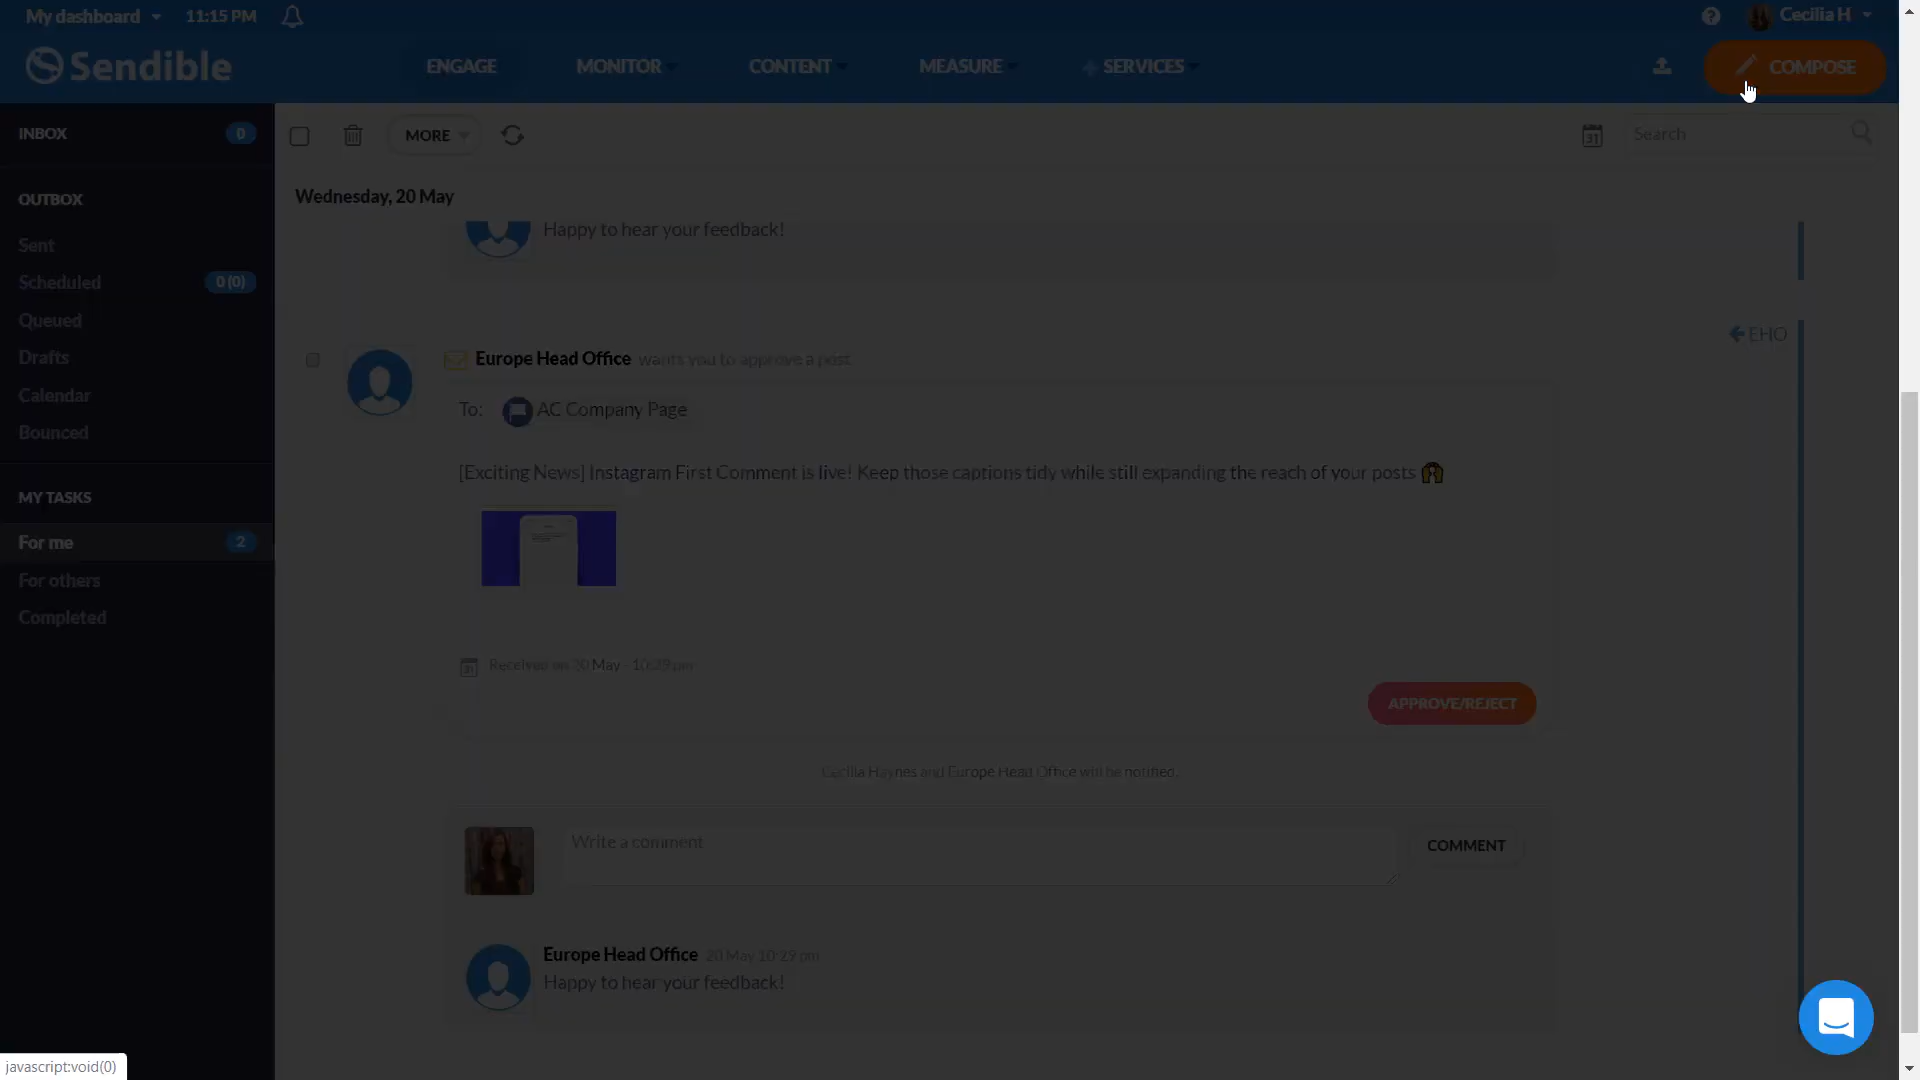 My dashboard 11:15 PM Cecilia H
Sendible ENGAGE MONITOR CONTENT MEASURE SERVICES COMPOSE
INBOX 0 MORE 31 Search
OUTBOX Wednesday, 20 May
Happy to hear your feedback!
Sent
Scheduled 0 (0)
Queued EHO
Drafts Europe Head Office wants you to approve a post.
Calendar To: AC Company Page
Bounced
[Exciting News] Instagram First Comment is live! Keep those captions tidy while still expanding the reach of your posts 🙌
MY TASKS
For me 2
For others
Completed
Received on 20 May - 10:29 pm
APPROVE/REJECT
Cecilia Haynes and Europe Head Office will be notified.
Write a comment COMMENT
Europe Head Office 20 May 10:29 pm
Happy to hear your feedback!
javascript:void(0)